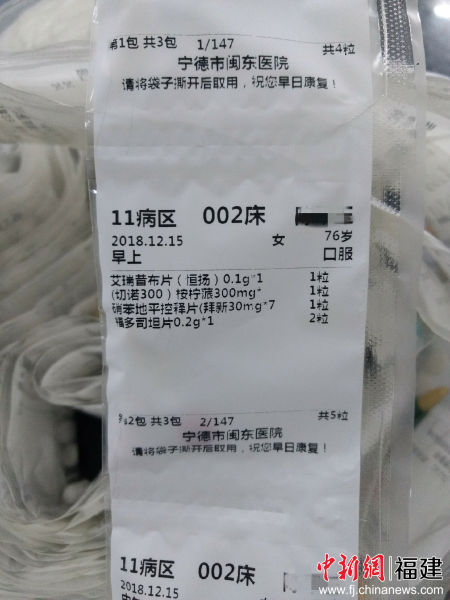 第1包 共3包 1/147 共4粒
宁德市闽东医院
请将袋子撕开后取用，祝您早日康复！
11病区 002床
2018.12.15 女 76岁
早上 口服
艾瑞昔布片（恒扬）0.1g*1 1粒
(切诺300）桉柠蒎300mg* 1粒
硝苯地平控释片(拜新30mg*7 1粒
福多司坦片0.2g*1 2粒
第2包 共3包 2/147 共5粒
宁德市闽东医院
请将袋子撕开后取用，祝您早日康复！
11病区 002床
2018.12.15
中新網 福建
www.fj.chinanews.com